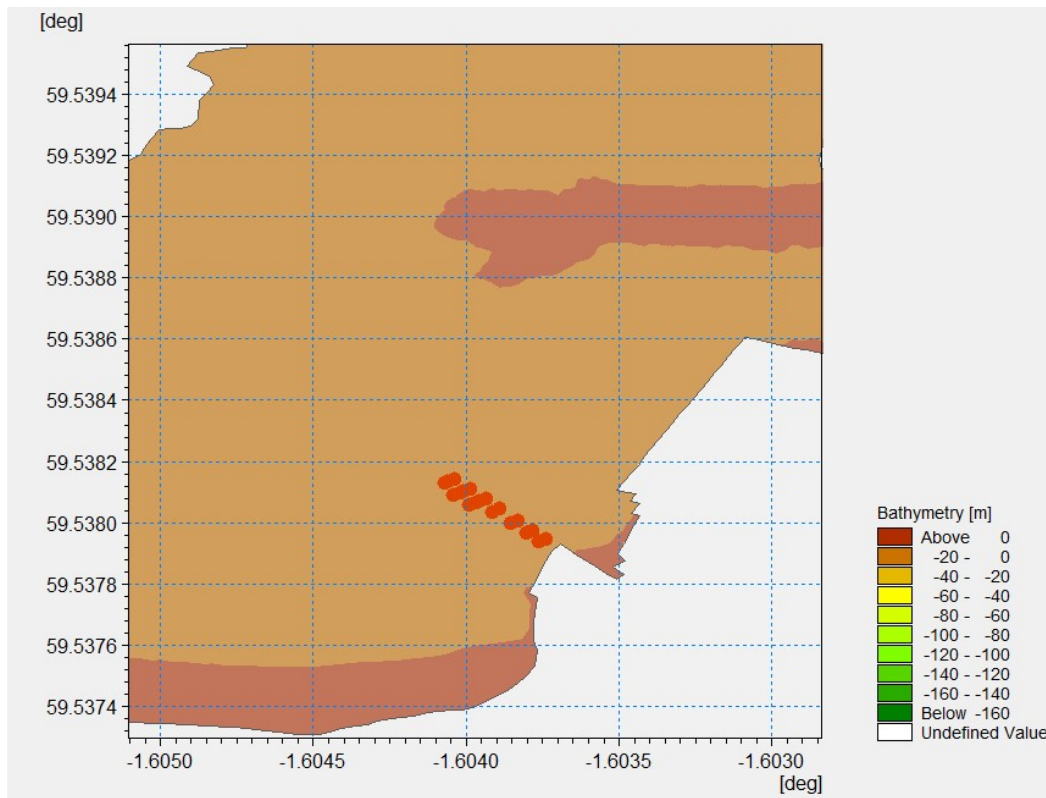 [deg]
59.5394
59.5392
59.5390
59.5388
59.5386
59.5384
59.5382
59.5380
59.5378
59.5376
59.5374
-1.6050
-1.6045
-1.6040
-1.6035
-1.6030
[deg]
Bathymetry [m]
Above 0
-20 - 0
-40 - -20
-60 - -40
-80 - -60
-100 - -80
-120 - -100
-140 - -120
-160 - -140
Below -160
Undefined Value